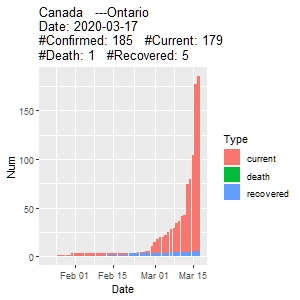 Canada   ---Ontario
Date: 2020-03-17
#Confirmed: 185   #Current: 179
#Death: 1   #Recovered: 5
150
100
50
0
Num
Feb 01
Feb 15
Mar 01
Mar 15
Date
Type
current
death
recovered